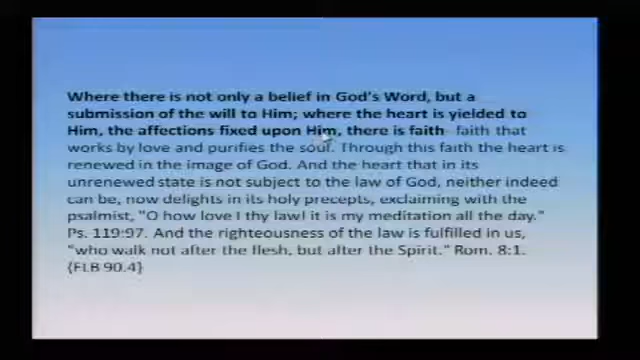 Where there is not only a belief in God's Word, but a
submission of the will to Him; where the heart is yielded to
Him, the affections fixed upon Him, there is faith- faith that
works by love and purifies the soul. Through this faith the heart is
renewed in the image of God. And the heart that in its
unrenewed state is not subject to the law of God, neither indeed
can be, now delights in its holy precepts, exclaiming with the
psalmist, "O how love I thy law! it is my meditation all the day."
Ps. 119:97. And the righteousness of the law is fulfilled in us,
"who walk not after the flesh, but after the Spirit." Rom. 8:1.
{FLB 90.4}